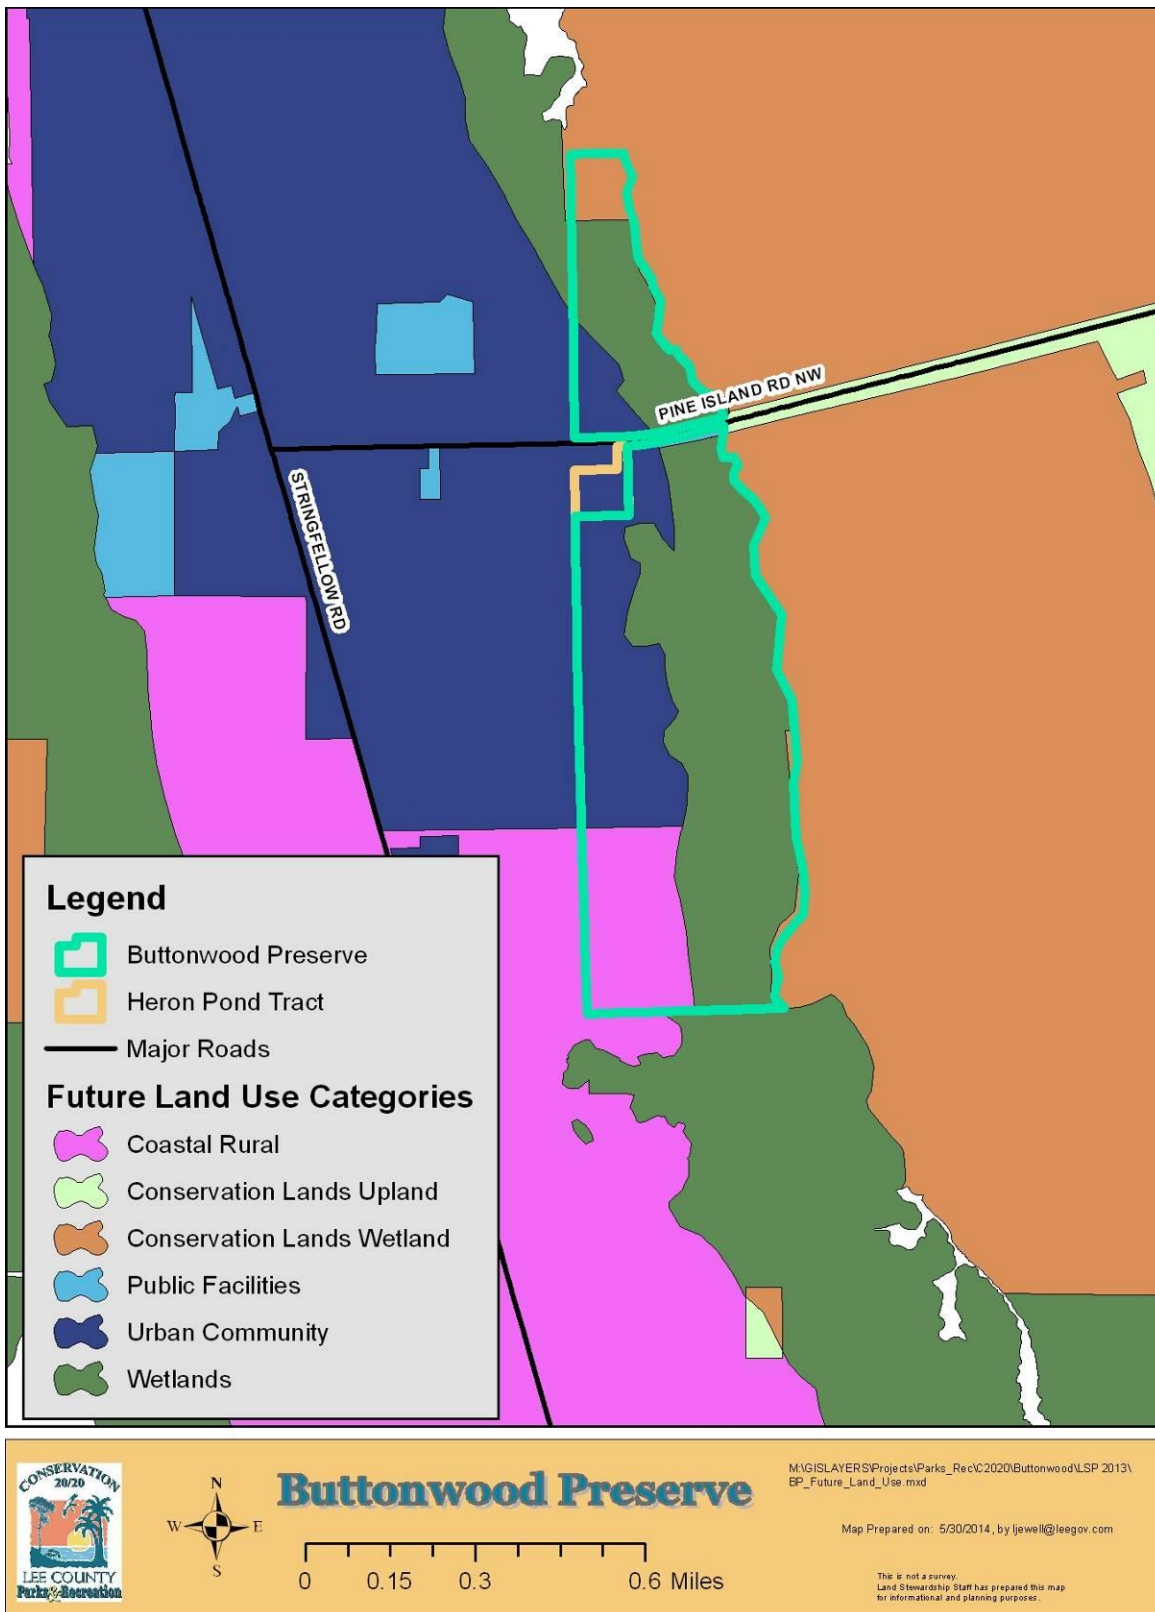 PINE ISLAND RD NW
STRINGFELLOW RD
Legend
Buttonwood Preserve
Heron Pond Tract
Major Roads
Future Land Use Categories
Coastal Rural
Conservation Lands Upland
Conservation Lands Wetland
Public Facilities
Urban Community
Wetlands
CONSERVATION
20/20
LEE COUNTY
Parks & Recreation
N
W
E
S
Buttonwood Preserve
0 0.15 0.3 0.6 Miles
M:\GISLAYERS\Projects\Parks_Rec\C2020\Buttonwood\LSP 2013\
BP_Future_Land_Use.mxd
Map Prepared on: 5/30/2014, by ljewell@leegov.com
This is not a survey.
Land Stewardship Staff has prepared this map
for informational and planning purposes.